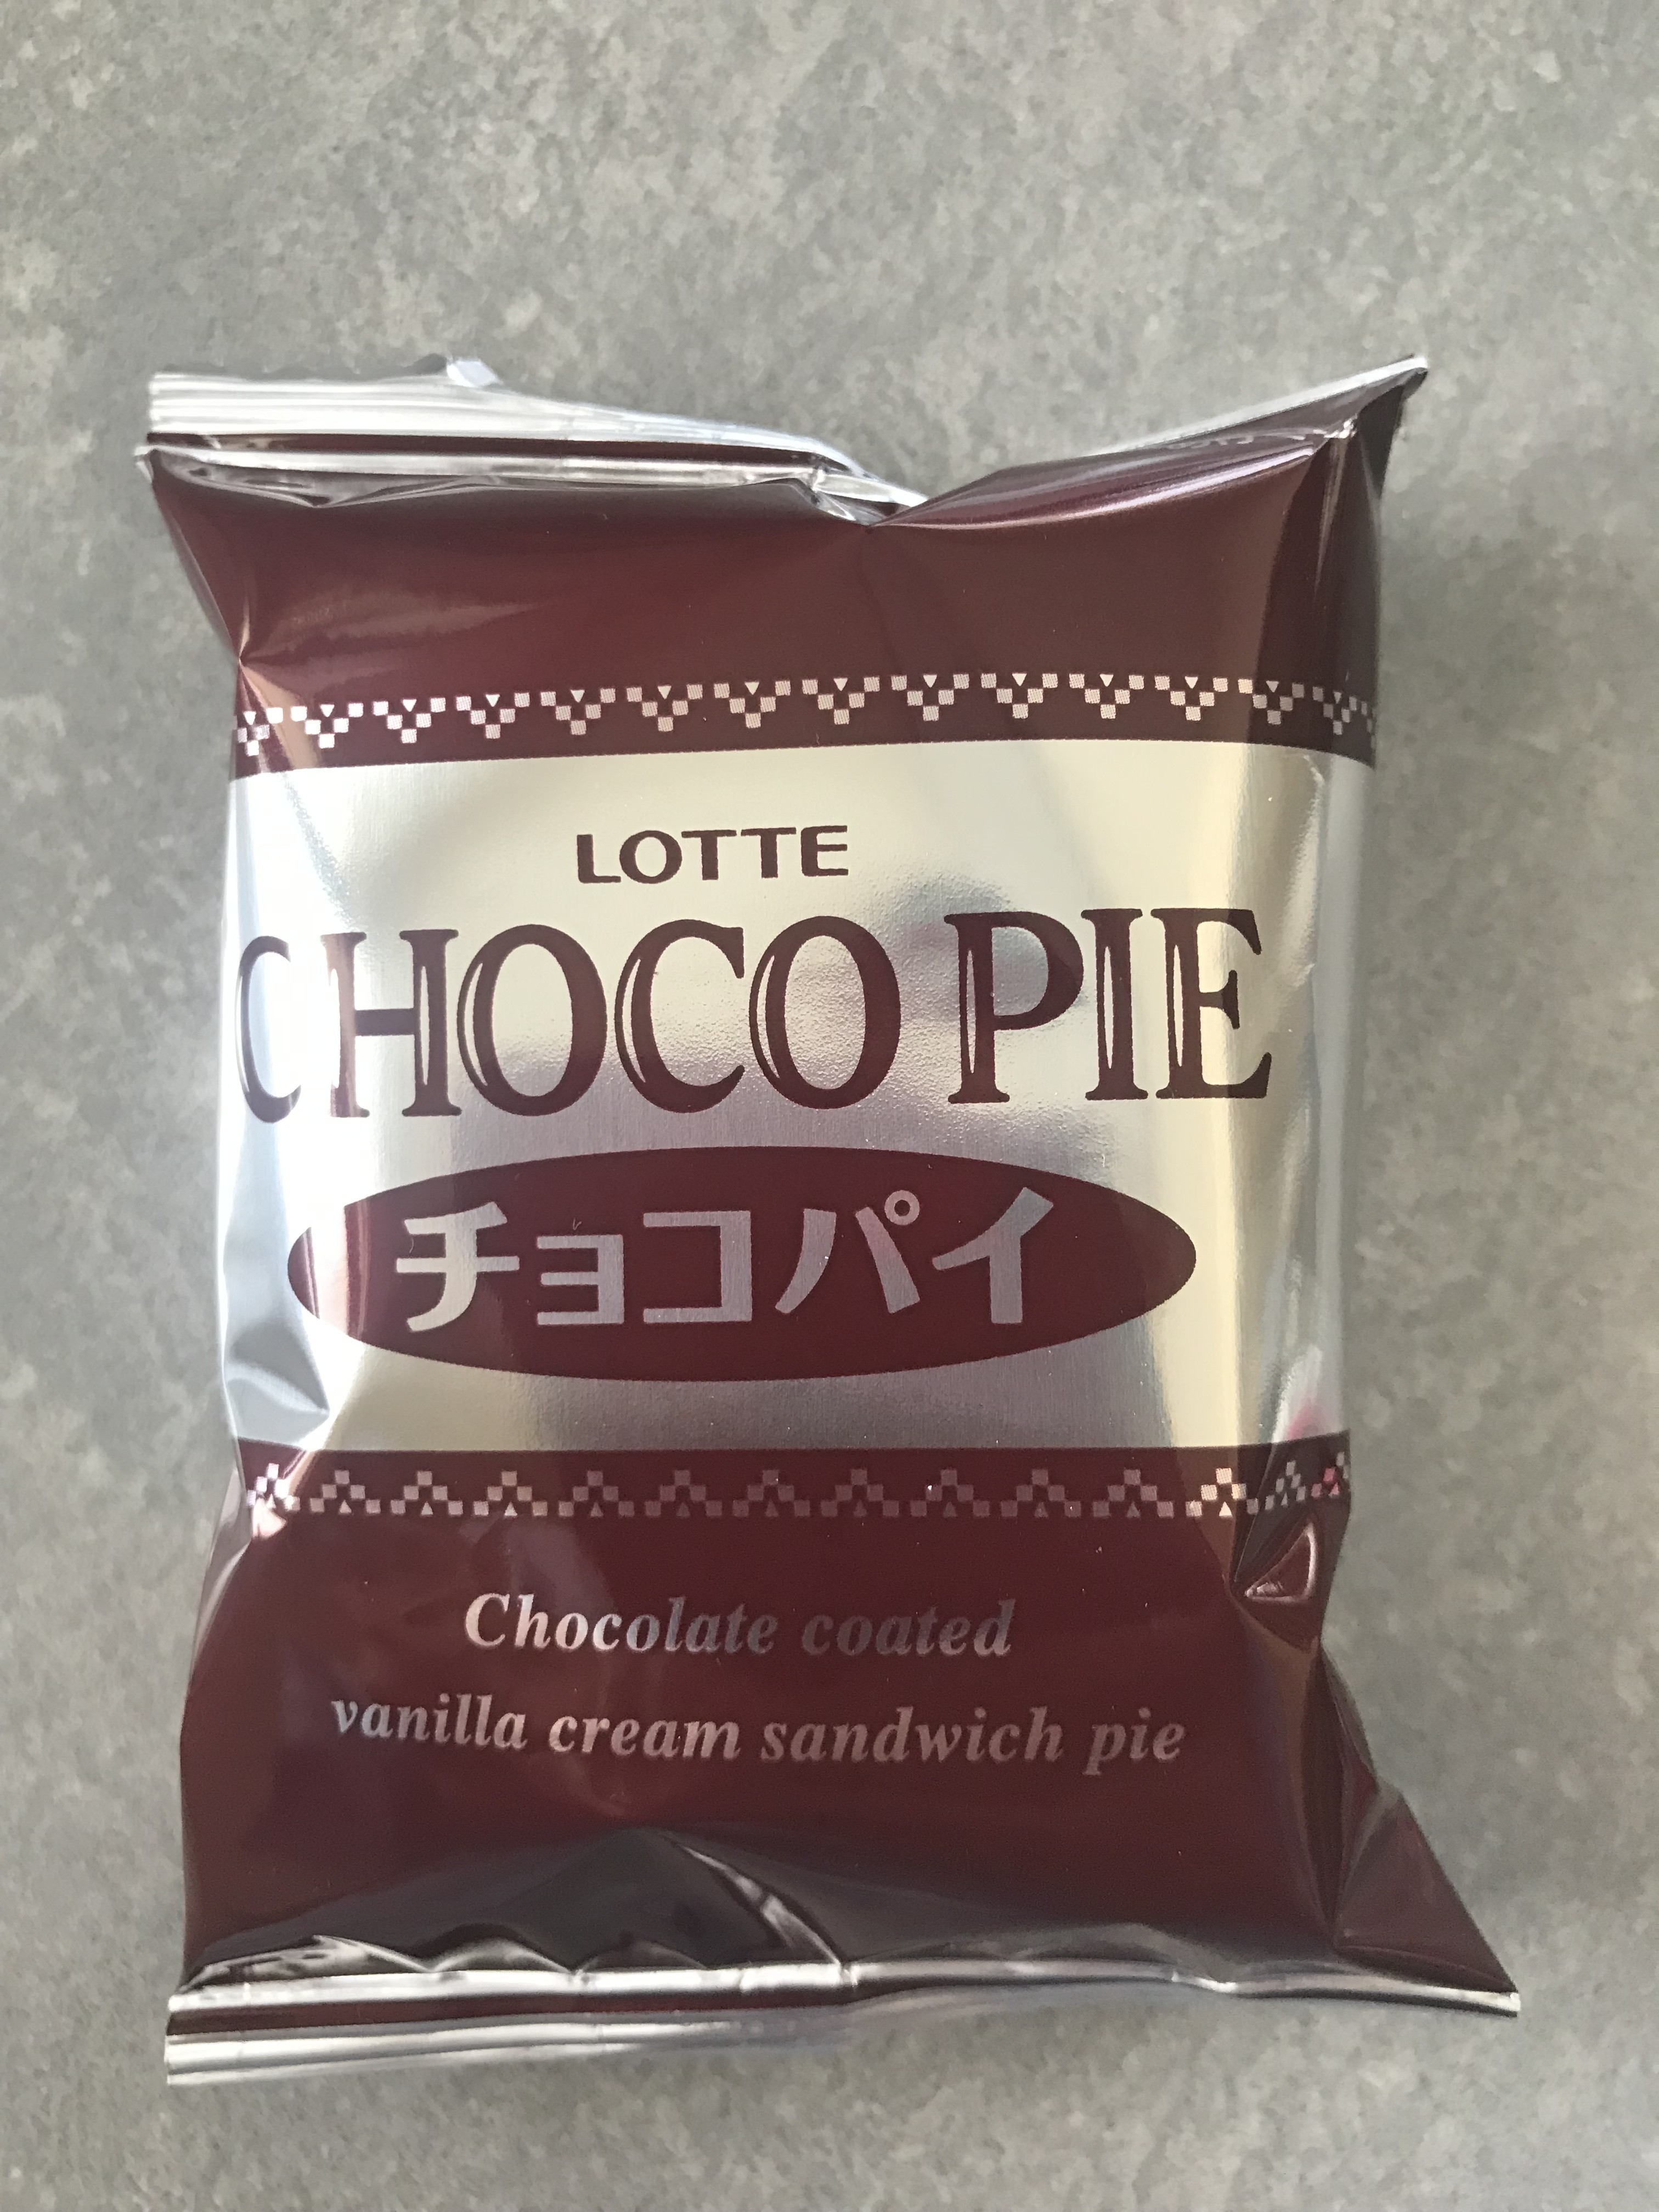 LOTTE
CHOCO PIE
チョコパイ
Chocolate coated
vanilla cream sandwich pie